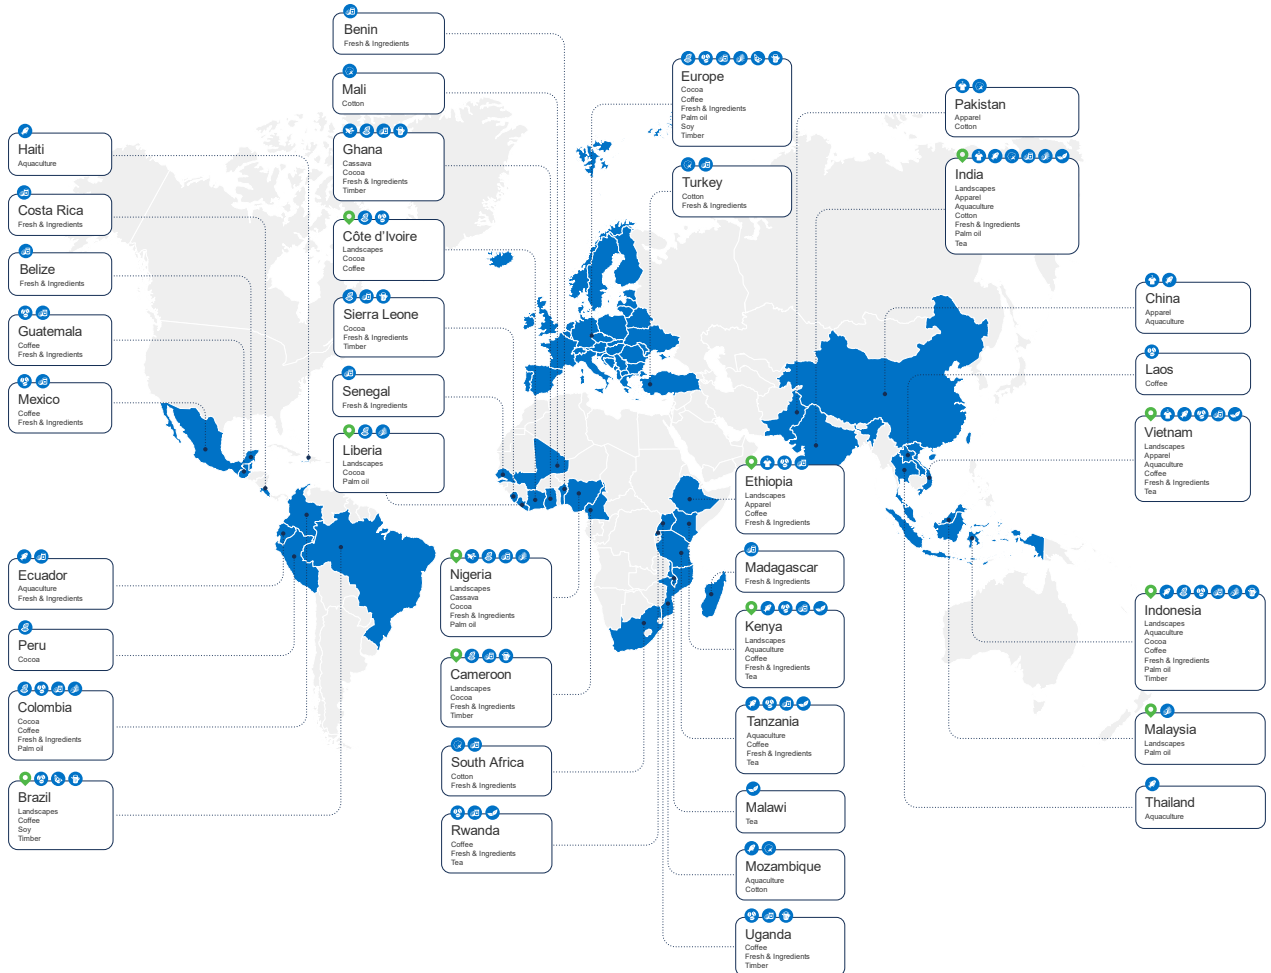 Benin
Fresh & Ingredients
Mali
Cotton
Ghana
Cassava
Cocoa
Fresh & Ingredients
Timber
Côte d'Ivoire
Landscapes
Cocoa
Coffee
Sierra Leone
Cocoa
Fresh & Ingredients
Timber
Senegal
Fresh & Ingredients
Liberia
Landscapes
Cocoa
Palm oil
Haiti
Aquaculture
Costa Rica
Fresh & Ingredients
Belize
Fresh & Ingredients
Guatemala
Coffee
Fresh & Ingredients
Mexico
Coffee
Fresh & Ingredients
Ecuador
Aquaculture
Fresh & Ingredients
Peru
Cocoa
Colombia
Cocoa
Coffee
Fresh & Ingredients
Palm oil
Brazil
Landscapes
Coffee
Soy
Timber
Nigeria
Landscapes
Cassava
Cocoa
Fresh & Ingredients
Palm oil
Cameroon
Landscapes
Cocoa
Fresh & Ingredients
Timber
South Africa
Cotton
Fresh & Ingredients
Rwanda
Coffee
Fresh & Ingredients
Tea
Europe
Cocoa
Coffee
Fresh & Ingredients
Palm oil
Soy
Timber
Turkey
Cotton
Fresh & Ingredients
Ethiopia
Landscapes
Apparel
Coffee
Fresh & Ingredients
Madagascar
Fresh & Ingredients
Kenya
Landscapes
Aquaculture
Coffee
Fresh & Ingredients
Tea
Tanzania
Aquaculture
Coffee
Fresh & Ingredients
Tea
Malawi
Tea
Mozambique
Aquaculture
Cotton
Uganda
Coffee
Fresh & Ingredients
Timber
Pakistan
Apparel
Cotton
India
Landscapes
Apparel
Aquaculture
Cotton
Fresh & Ingredients
Palm oil
Tea
China
Apparel
Aquaculture
Laos
Coffee
Vietnam
Landscapes
Apparel
Aquaculture
Coffee
Fresh & Ingredients
Tea
Indonesia
Landscapes
Aquaculture
Cocoa
Coffee
Fresh & Ingredients
Palm oil
Timber
Malaysia
Landscapes
Palm oil
Thailand
Aquaculture